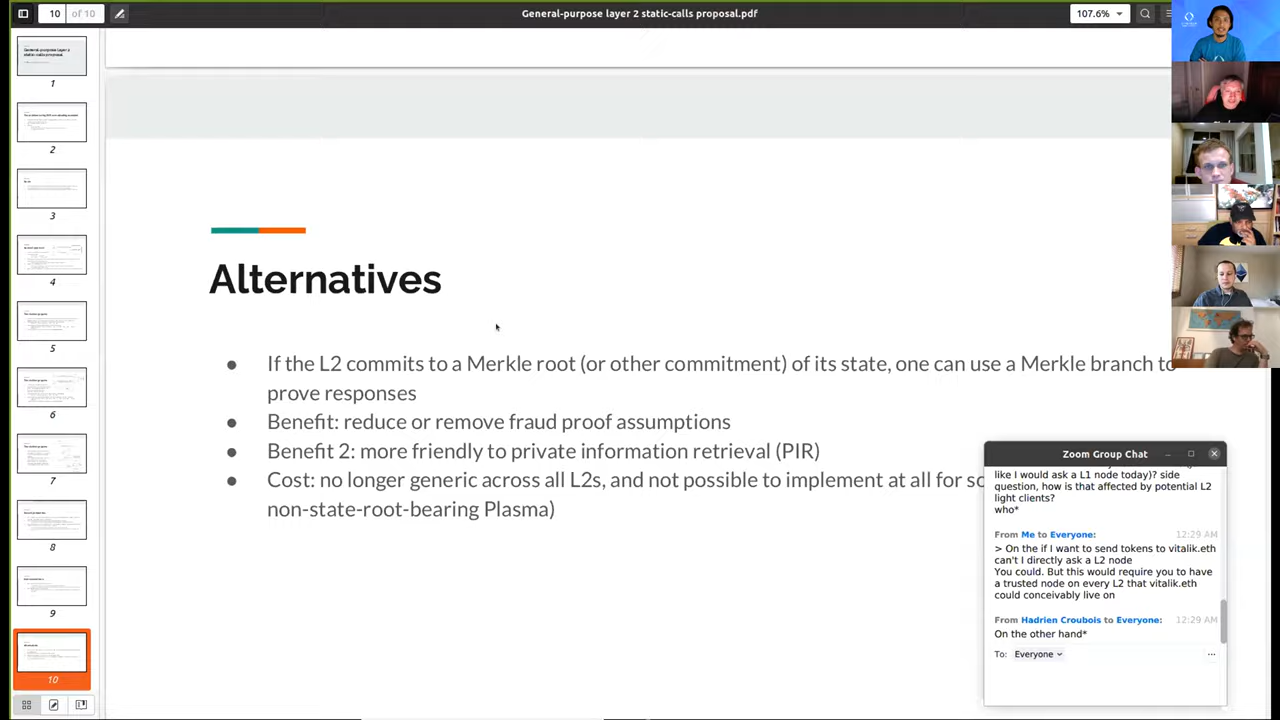 10
General-purpose layer 2 static-calls proposal.pdf
107.6%
1
2
3
4
5
6
7
8
9
10
Alternatives
● If the L2 commits to a Merkle root (or other commitment) of its state, one can use a Merkle branch to
prove responses
● Benefit: reduce or remove fraud proof assumptions
● Benefit 2: more friendly to private information retrieval (PIR)
● Cost: no longer generic across all L2s, and not possible to implement at all for
non-state-root-bearing Plasma)
Zoom Group Chat
like I would ask a L1 node today)? side
question, how is that affected by potential L2
light clients?
who*
From Me to Everyone:
12:29 AM
> On the if I want to send tokens to vitalik.eth
can't I directly ask a L2 node
You could. But this would require you to have
a trusted node on every L2 that vitalik.eth
could conceivably live on
From Hadrien Croubois to Everyone:
12:29 AM
On the other hand*
To: Everyone